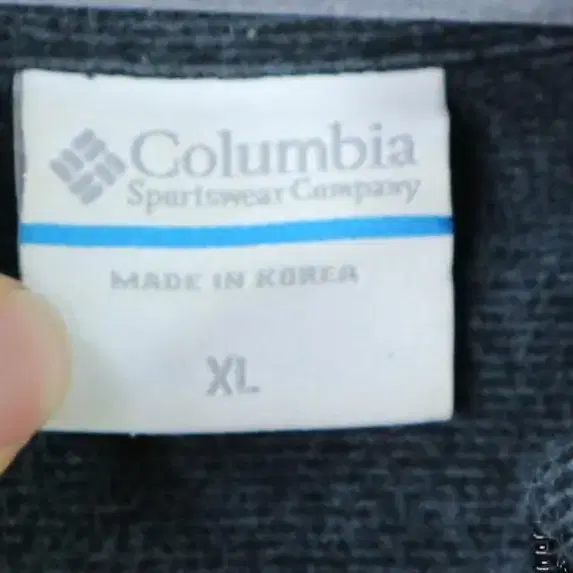 Columbia
Sportswear Company
MADE IN KOREA
XL